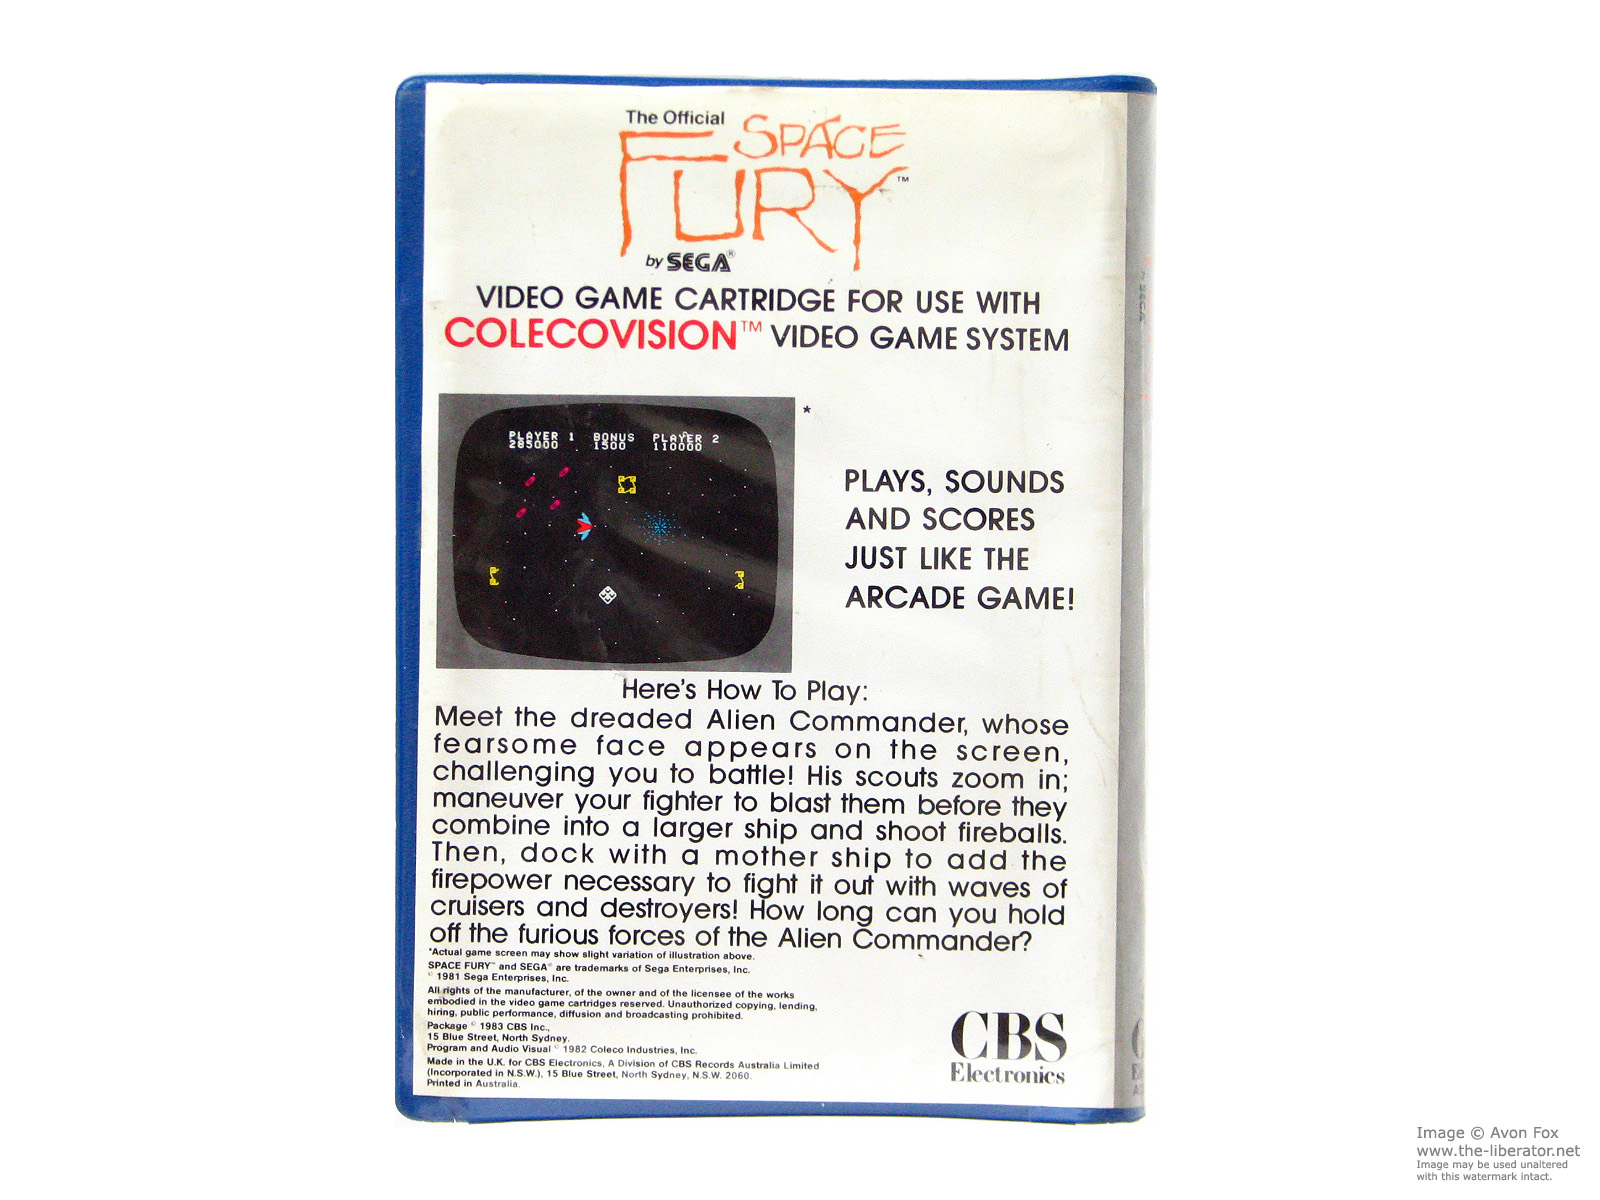 The Official
SPACE
FURY™
by SEGA®
VIDEO GAME CARTRIDGE FOR USE WITH
COLECOVISION™ VIDEO GAME SYSTEM
*
PLAYER 1 BONUS PLAYER 2
285000 1500 110000
PLAYS, SOUNDS
AND SCORES
JUST LIKE THE
ARCADE GAME!
Here's How To Play:
Meet the dreaded Alien Commander, whose
fearsome face appears on the screen,
challenging you to battle! His scouts zoom in;
maneuver your fighter to blast them before they
combine into a larger ship and shoot fireballs.
Then, dock with a mother ship to add the
firepower necessary to fight it out with waves of
cruisers and destroyers! How long can you hold
off the furious forces of the Alien Commander?
*Actual game screen may show slight variation of illustration above.
SPACE FURY™ and SEGA® are trademarks of Sega Enterprises, Inc.
© 1981 Sega Enterprises, Inc.
All rights of the manufacturer, of the owner and of the licensee of the works
embodied in the video game cartridges reserved. Unauthorized copying, lending,
hiring, public performance, diffusion and broadcasting prohibited.
Package © 1983 CBS Inc.,
15 Blue Street, North Sydney.
Program and Audio Visual © 1982 Coleco Industries, Inc.
Made in the U.K. for CBS Electronics, A Division of CBS Records Australia Limited
(Incorporated in N.S.W.), 15 Blue Street, North Sydney, N.S.W. 2060.
Printed in Australia.
CBS
Electronics
Image © Avon Fox
www.the-liberator.net
Image may be used unaltered
with this watermark intact.